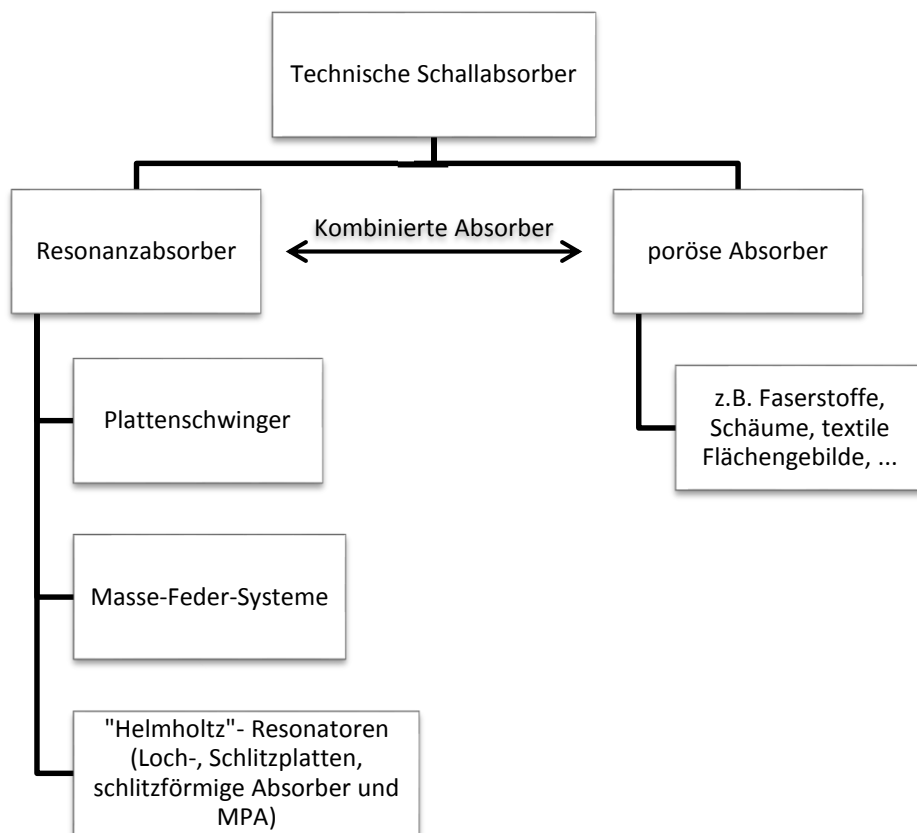 Technische Schallabsorber
Resonanzabsorber
Kombinierte Absorber
poröse Absorber
Plattenschwinger
z.B. Faserstoffe,
Schäume, textile
Flächengebilde, ...
Masse-Feder-Systeme
"Helmholtz"- Resonatoren
(Loch-, Schlitzplatten,
schlitzförmige Absorber und
MPA)